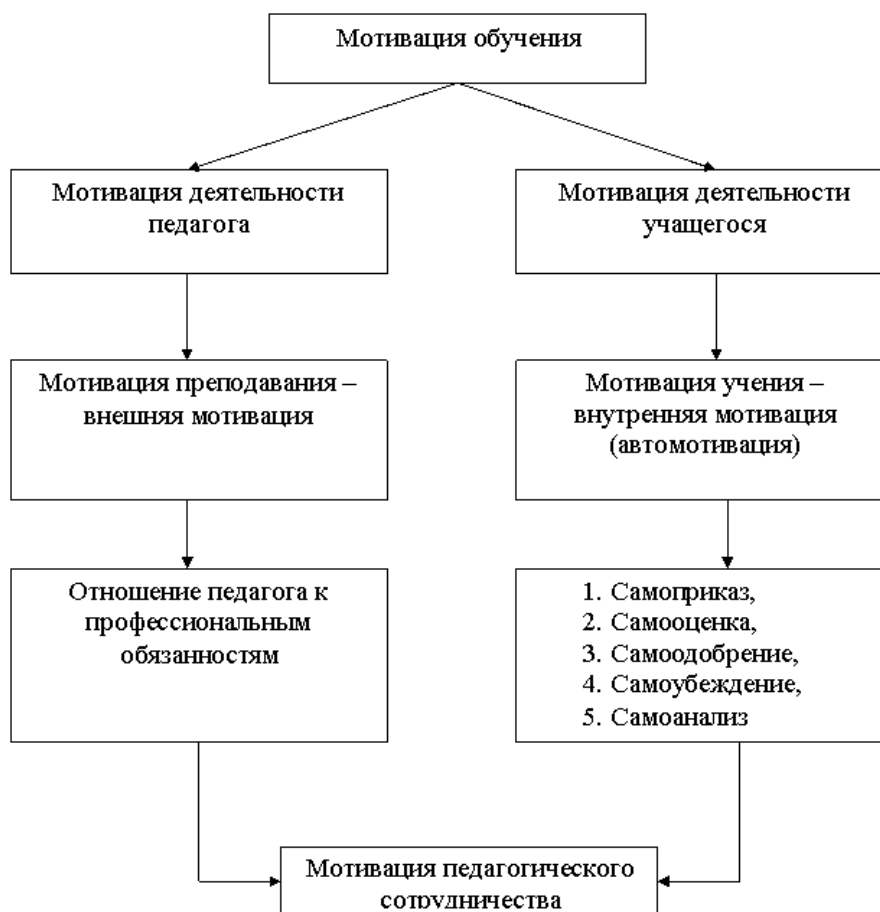 Мотивация обучения
Мотивация деятельности
педагога
Мотивация деятельности
учащегося
Мотивация преподавания –
внешняя мотивация
Мотивация учения –
внутренняя мотивация
(автомотивация)
Отношение педагога к
профессиональным
обязанностям
1. Самоприказ,
2. Самооценка,
3. Самоодобрение,
4. Самоубеждение,
5. Самоанализ
Мотивация педагогического
сотрудничества